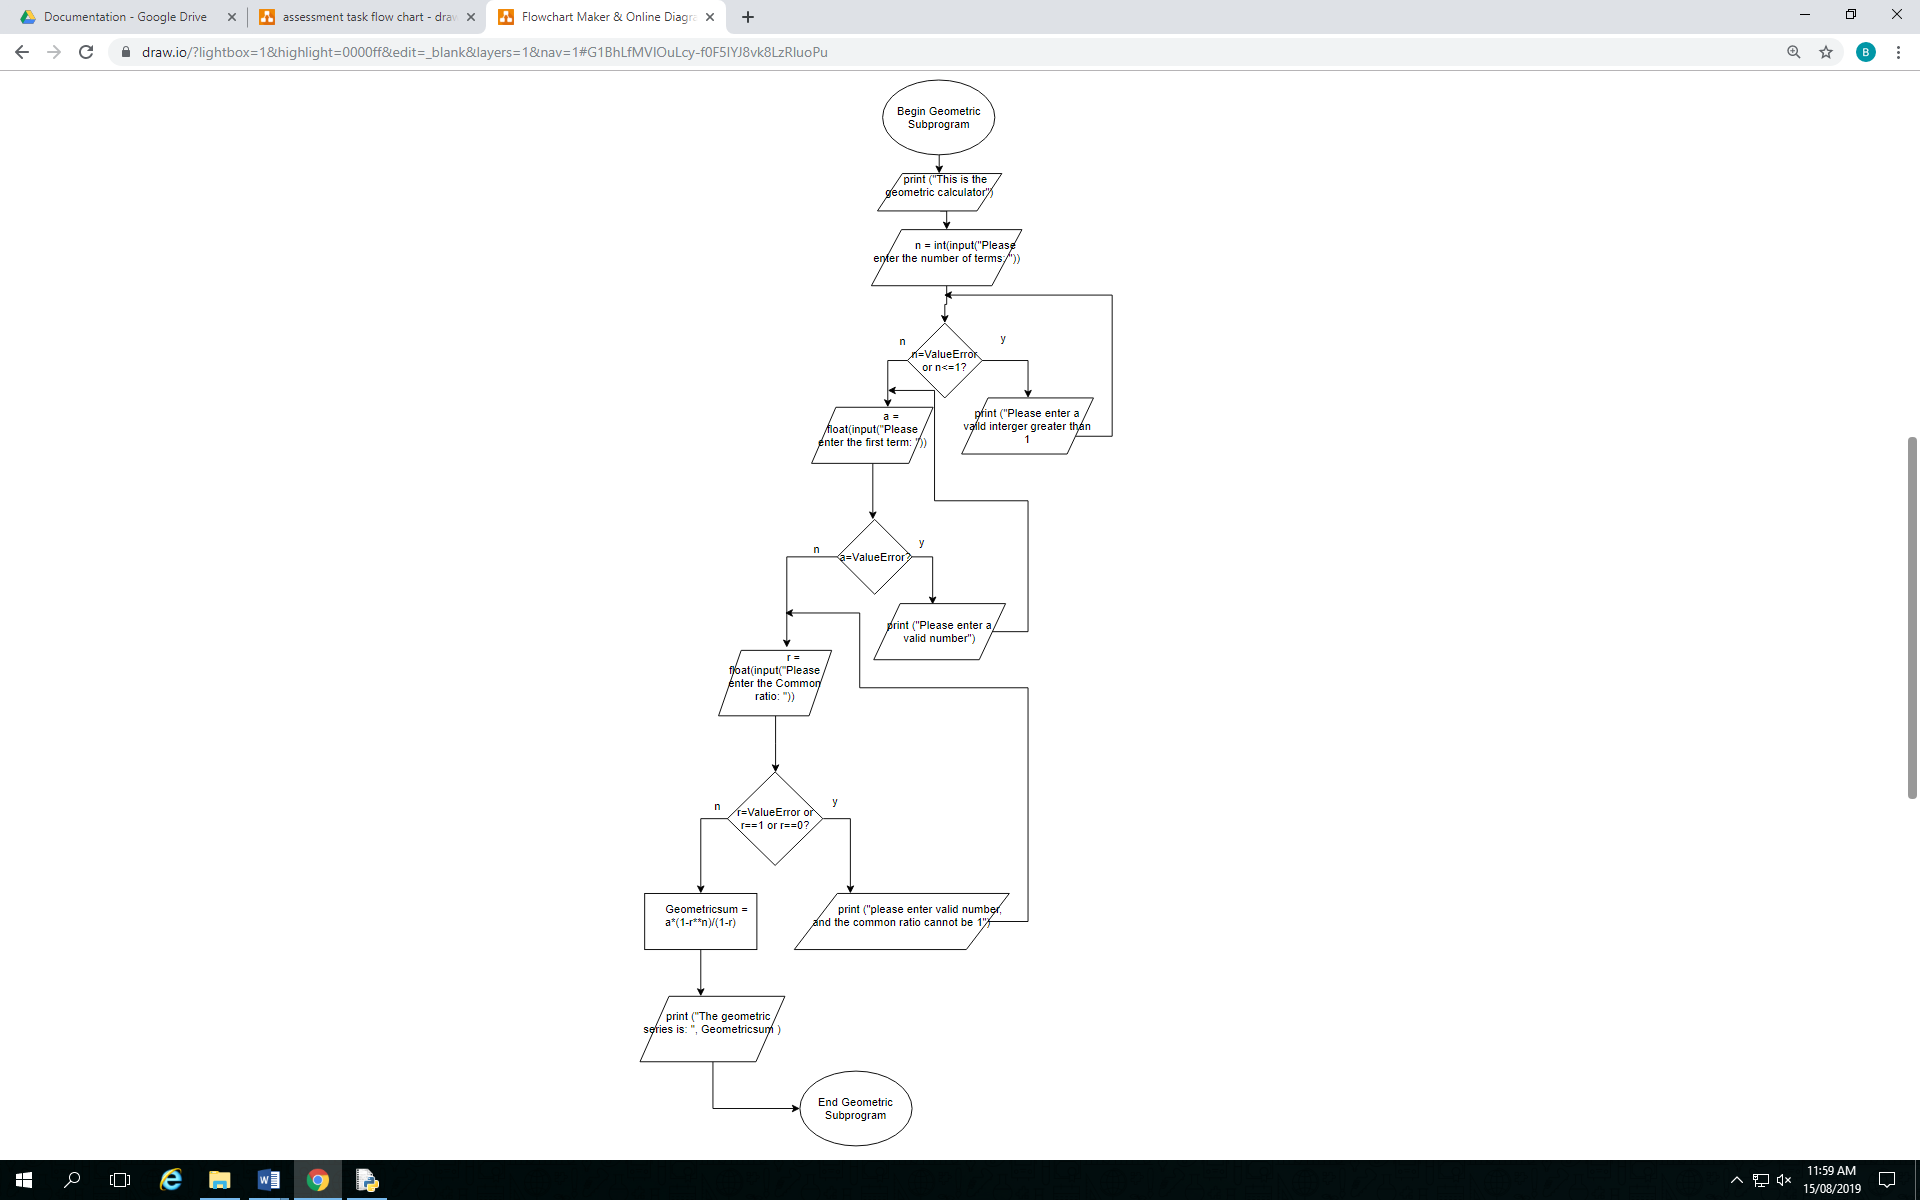 Documentation - Google Drive
assessment task flow chart - draw
Flowchart Maker & Online Diagra
draw.io/?lightbox=1&highlight=0000ff&edit=_blank&layers=1&nav=1#G1BhLfMVIOuLcy-f0F5IYJ8vk8LzRluoPu
B
Begin Geometric
Subprogram
print ("This is the
geometric calculator")
n = int(input("Please
enter the number of terms: "))
n
y
n=ValueError
or n<=1?
a =
float(input("Please
enter the first term: "))
print ("Please enter a
vaild interger greater than
1
n
y
a=ValueError?
print ("Please enter a
valid number")
r =
float(input("Please
enter the Common
ratio: "))
n
y
r=ValueError or
r==1 or r==0?
Geometricsum =
a*(1-r**n)/(1-r)
print ("please enter valid number,
and the common ratio cannot be 1")
print ("The geometric
series is: ", Geometricsum )
End Geometric
Subprogram
11:59 AM
15/08/2019